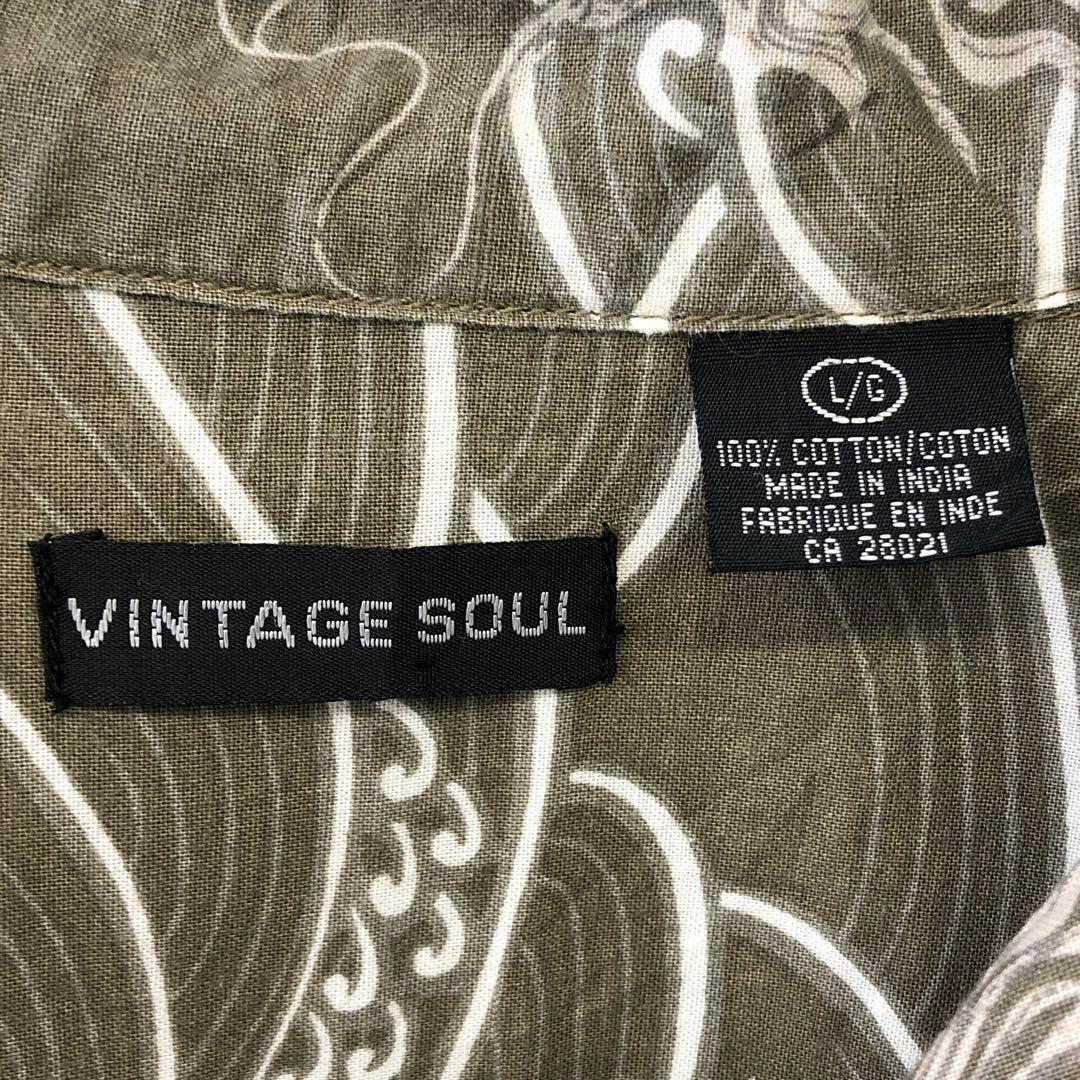 L/G
100% COTTON/COTON
MADE IN INDIA
FABRIQUE EN INDE
CA 28021
VINTAGE SOUL